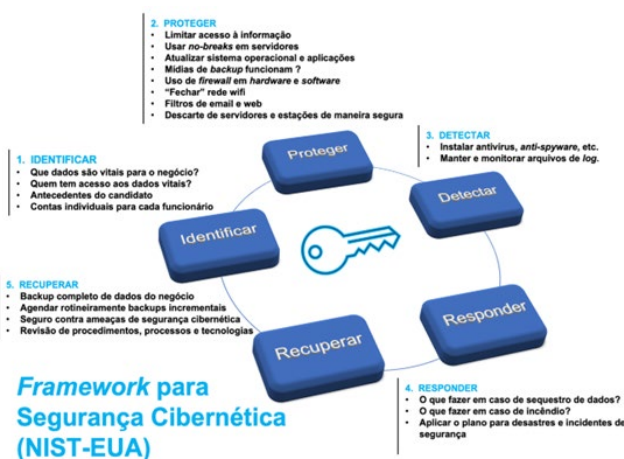 2. PROTEGER
• Limitar acesso à informação
• Usar no-breaks em servidores
• Atualizar sistema operacional e aplicações
• Mídias de backup funcionam ?
• Uso de firewall em hardware e software
• “Fechar” rede wifi
• Filtros de email e web
• Descarte de servidores e estações de maneira segura
1. IDENTIFICAR
• Que dados são vitais para o negócio?
• Quem tem acesso aos dados vitais?
• Antecedentes do candidato
• Contas individuais para cada funcionário
3. DETECTAR
• Instalar antivírus, anti-spyware, etc.
• Manter e monitorar arquivos de log.
Proteger
Detectar
Identificar
Responder
Recuperar
5. RECUPERAR
• Backup completo de dados do negócio
• Agendar rotineiramente backups incrementais
• Seguro contra ameaças de segurança cibernética
• Revisão de procedimentos, processos e tecnologias
4. RESPONDER
• O que fazer em caso de sequestro de dados?
• O que fazer em caso de incêndio?
• Aplicar o plano para desastres e incidentes de
segurança
Framework para
Segurança Cibernética
(NIST-EUA)